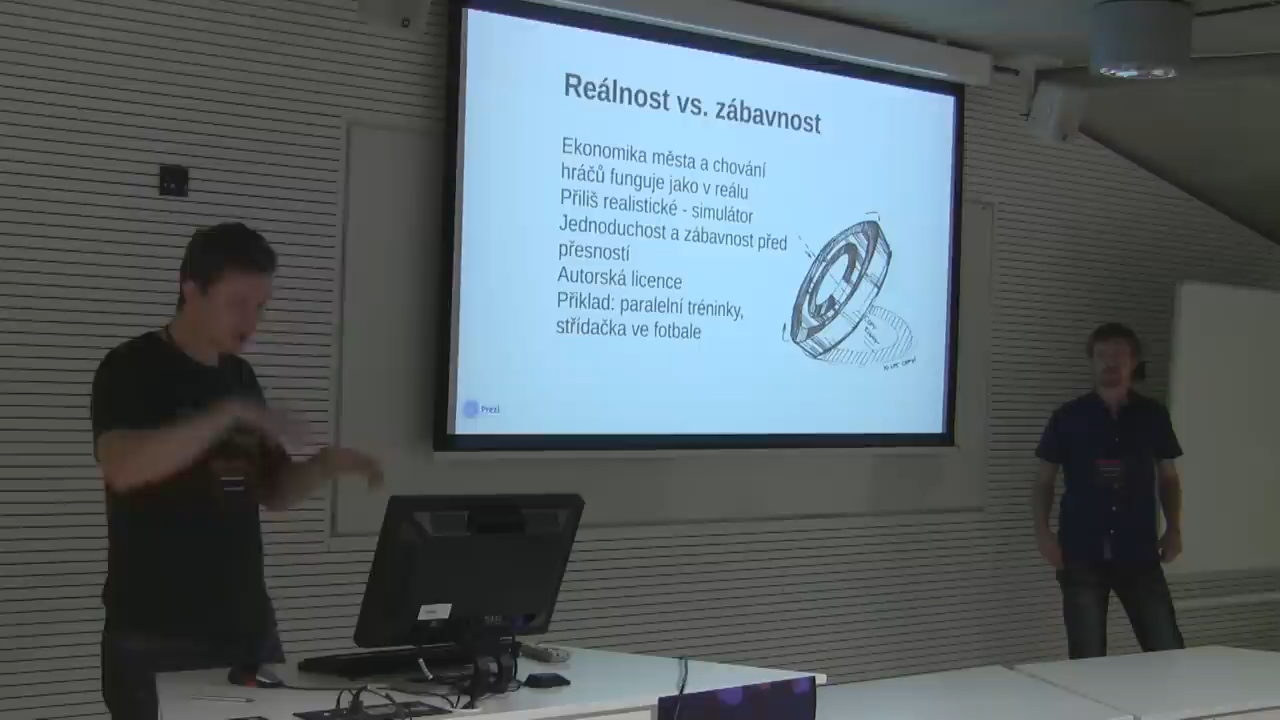 Reálnost vs. zábavnost
Ekonomika města a chování
hráčů funguje jako v reálu
Příliš realistické - simulátor
Jednoduchost a zábavnost před
přesností
Autorská licence
Příklad: paralelní tréninky,
střídačka ve fotbale
Prezi